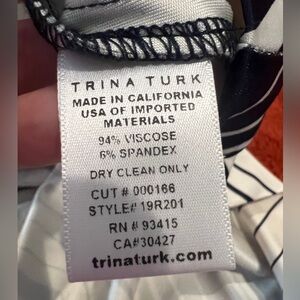 TRINA TURK
MADE IN CALIFORNIA
USA OF IMPORTED
MATERIALS
94% VISCOSE
6% SPANDEX
DRY CLEAN ONLY
CUT # 000166
STYLE# 19R201
RN # 93415
CA#30427
trinaturk.com